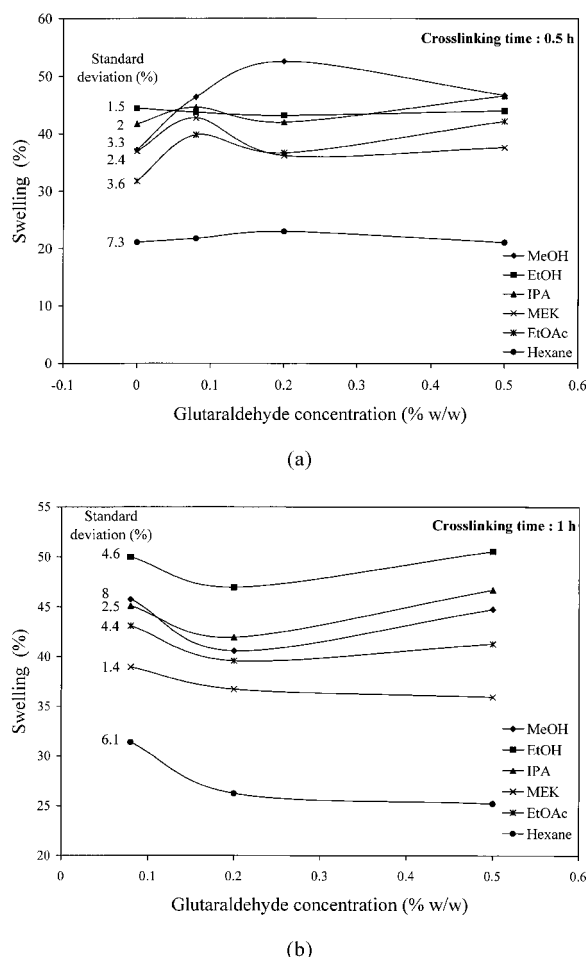 60
Crosslinking time : 0.5 h
Standard
deviation (%)
50
1.5
2
40
3.3
2.4
3.6
30
7.3
20
10
0
Swelling (%)
MeOH
EtOH
IPA
MEK
EtOAc
Hexane
-0.1 0 0.1 0.2 0.3 0.4 0.5 0.6
Glutaraldehyde concentration (% w/w)
(a)
55
Standard
deviation (%)
Crosslinking time : 1 h
4.6
50
8
45
2.5
4.4
40
1.4
35
6.1
30
25
20
Swelling (%)
MeOH
EtOH
IPA
MEK
EtOAc
Hexane
0 0.1 0.2 0.3 0.4 0.5 0.6
Glutaraldehyde concentration (% w/w)
(b)